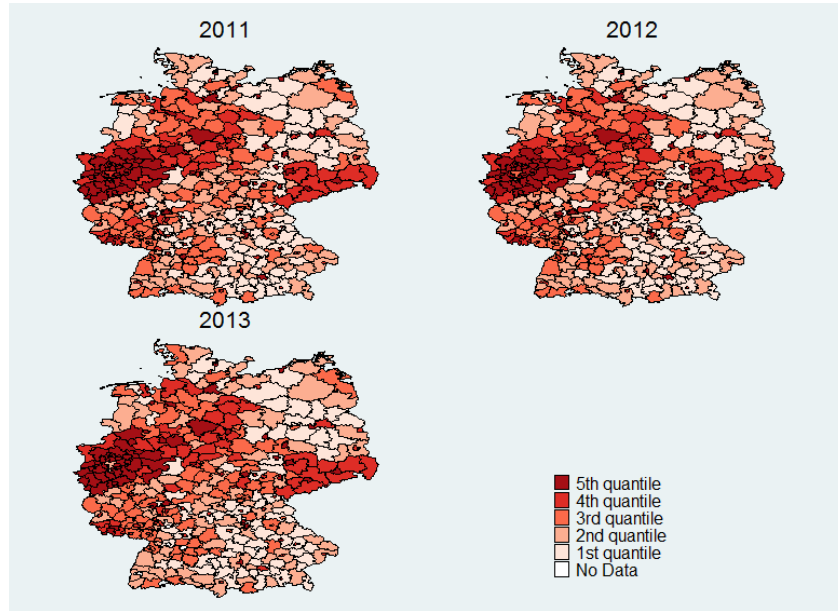 2011
2012
2013
5th quantile
4th quantile
3rd quantile
2nd quantile
1st quantile
No Data